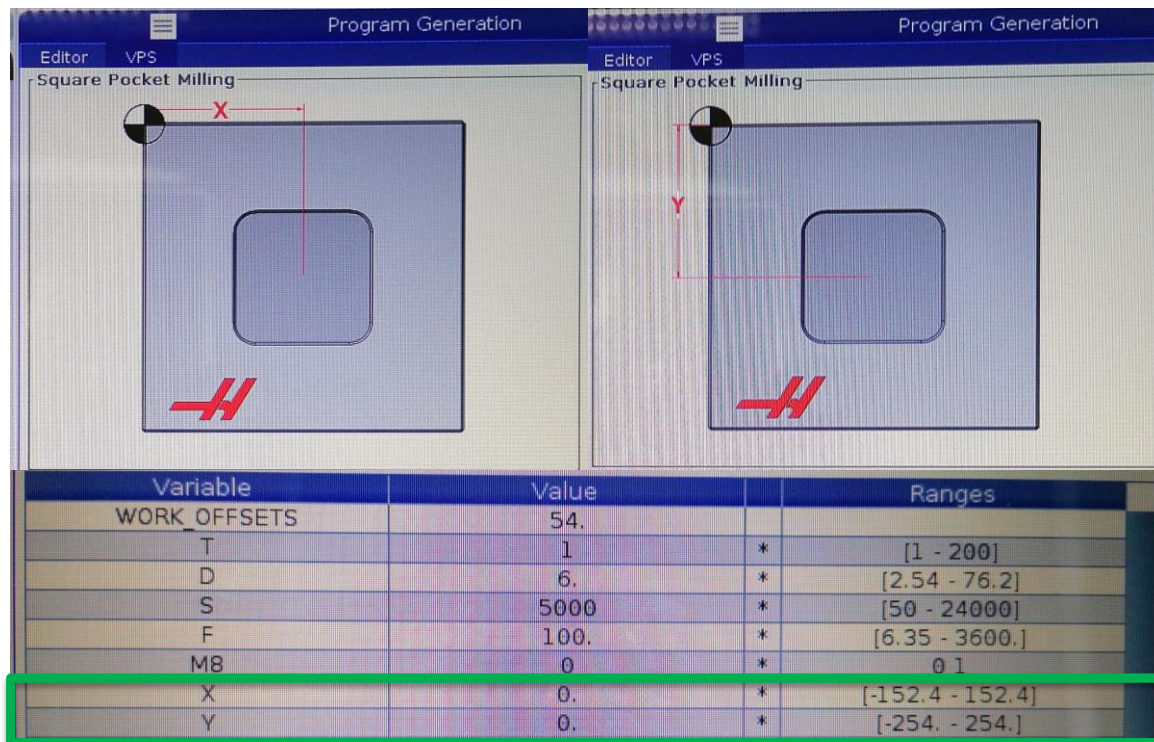 Program Generation
Editor VPS
Square Pocket Milling
X
Program Generation
Editor VPS
Square Pocket Milling
Y
Variable Value Ranges
WORK_OFFSETS 54.
T 1 * [1 - 200]
D 6. * [2.54 - 76.2]
S 5000 * [50 - 24000]
F 100. * [6.35 - 3600.]
M8 0 * 0 1
X 0. * [-152.4 - 152.4]
Y 0. * [-254. - 254.]